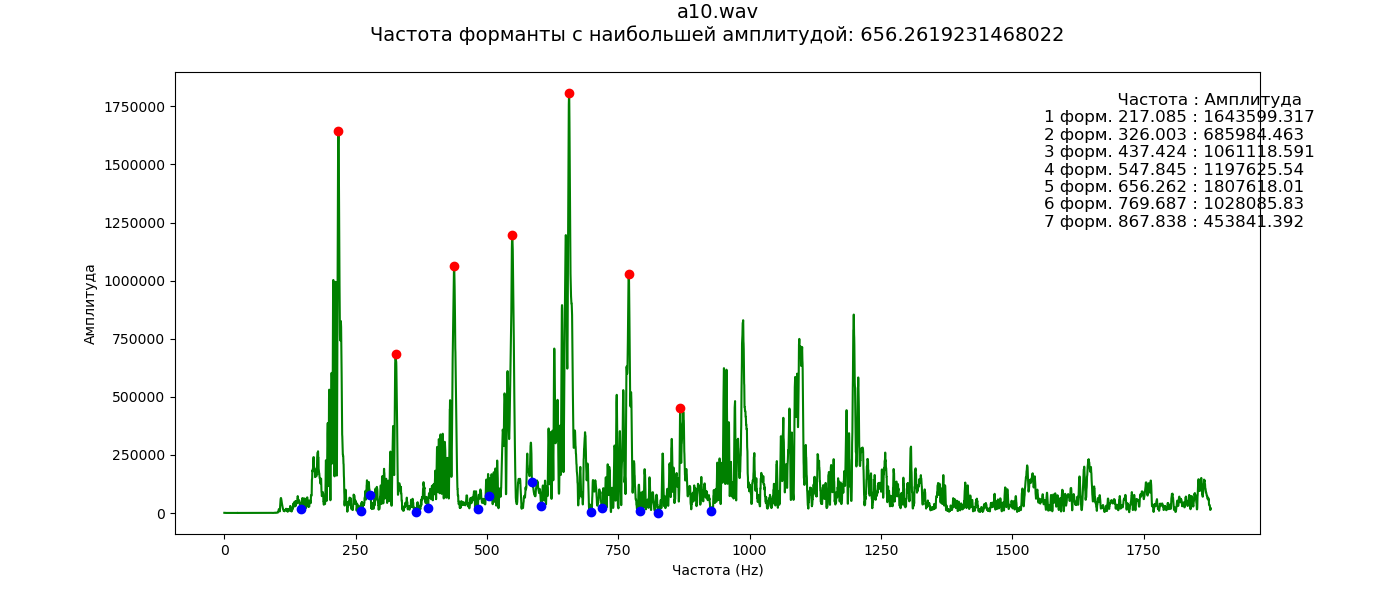 a10.wav
Частота форманты с наибольшей амплитудой: 656.2619231468022
Частота : Амплитуда
1 форм. 217.085 : 1643599.317
2 форм. 326.003 : 685984.463
3 форм. 437.424 : 1061118.591
4 форм. 547.845 : 1197625.54
5 форм. 656.262 : 1807618.01
6 форм. 769.687 : 1028085.83
7 форм. 867.838 : 453841.392
1750000
1500000
1250000
1000000
750000
500000
250000
0
Амплитуда
0 250 500 750 1000 1250 1500 1750
Частота (Hz)